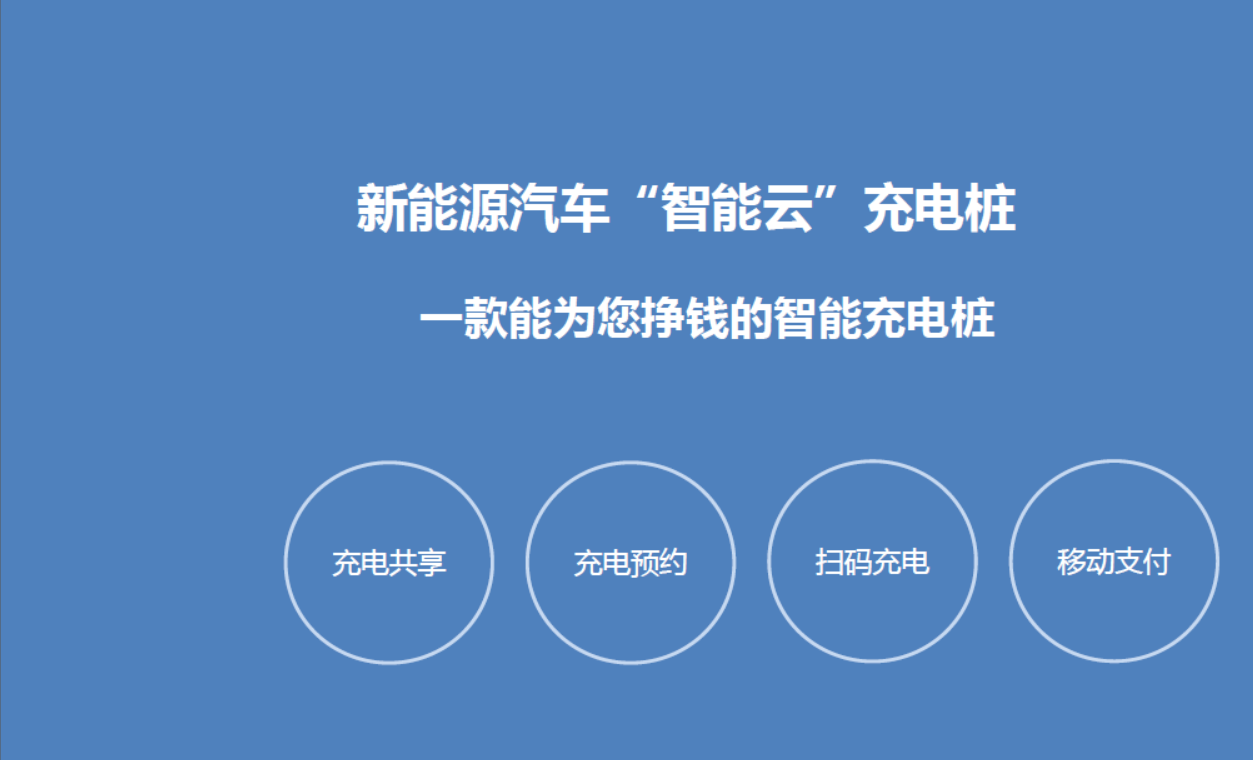 新能源汽车“智能云”充电桩
一款能为您挣钱的智能充电桩
充电共享
充电预约
扫码充电
移动支付